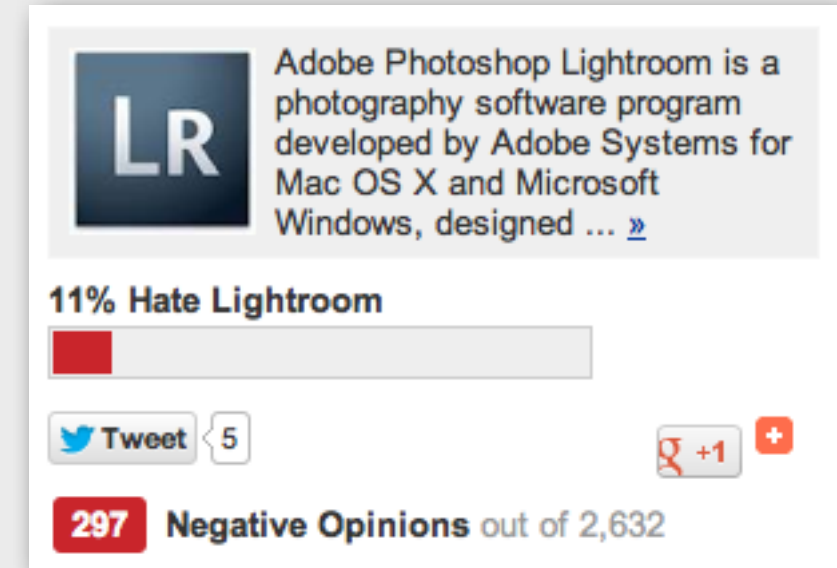 LR
Adobe Photoshop Lightroom is a
photography software program
developed by Adobe Systems for
Mac OS X and Microsoft
Windows, designed ... »
11% Hate Lightroom
Tweet 5
g +1 +
297 Negative Opinions out of 2,632